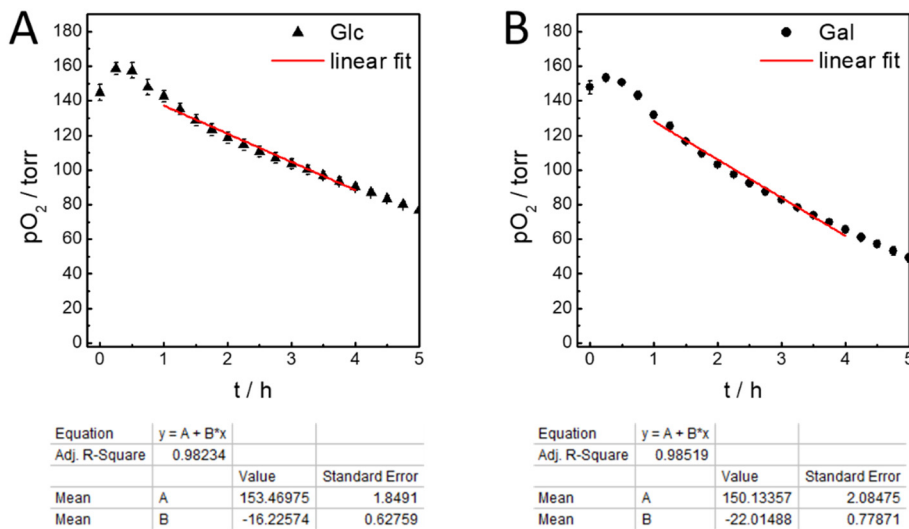 A
B
Glc
linear fit
Gal
linear fit
pO2 / torr
180
160
140
120
100
80
60
40
20
0
0 1 2 3 4 5
t / h
pO2 / torr
180
160
140
120
100
80
60
40
20
0
0 1 2 3 4 5
t / h
Equation y = A + B*x
Adj. R-Square 0.98234
Value Standard Error
Mean A 153.46975 1.8491
Mean B -16.22574 0.62759
Equation y = A + B*x
Adj. R-Square 0.98519
Value Standard Error
Mean A 150.13357 2.08475
Mean B -22.01488 0.77871